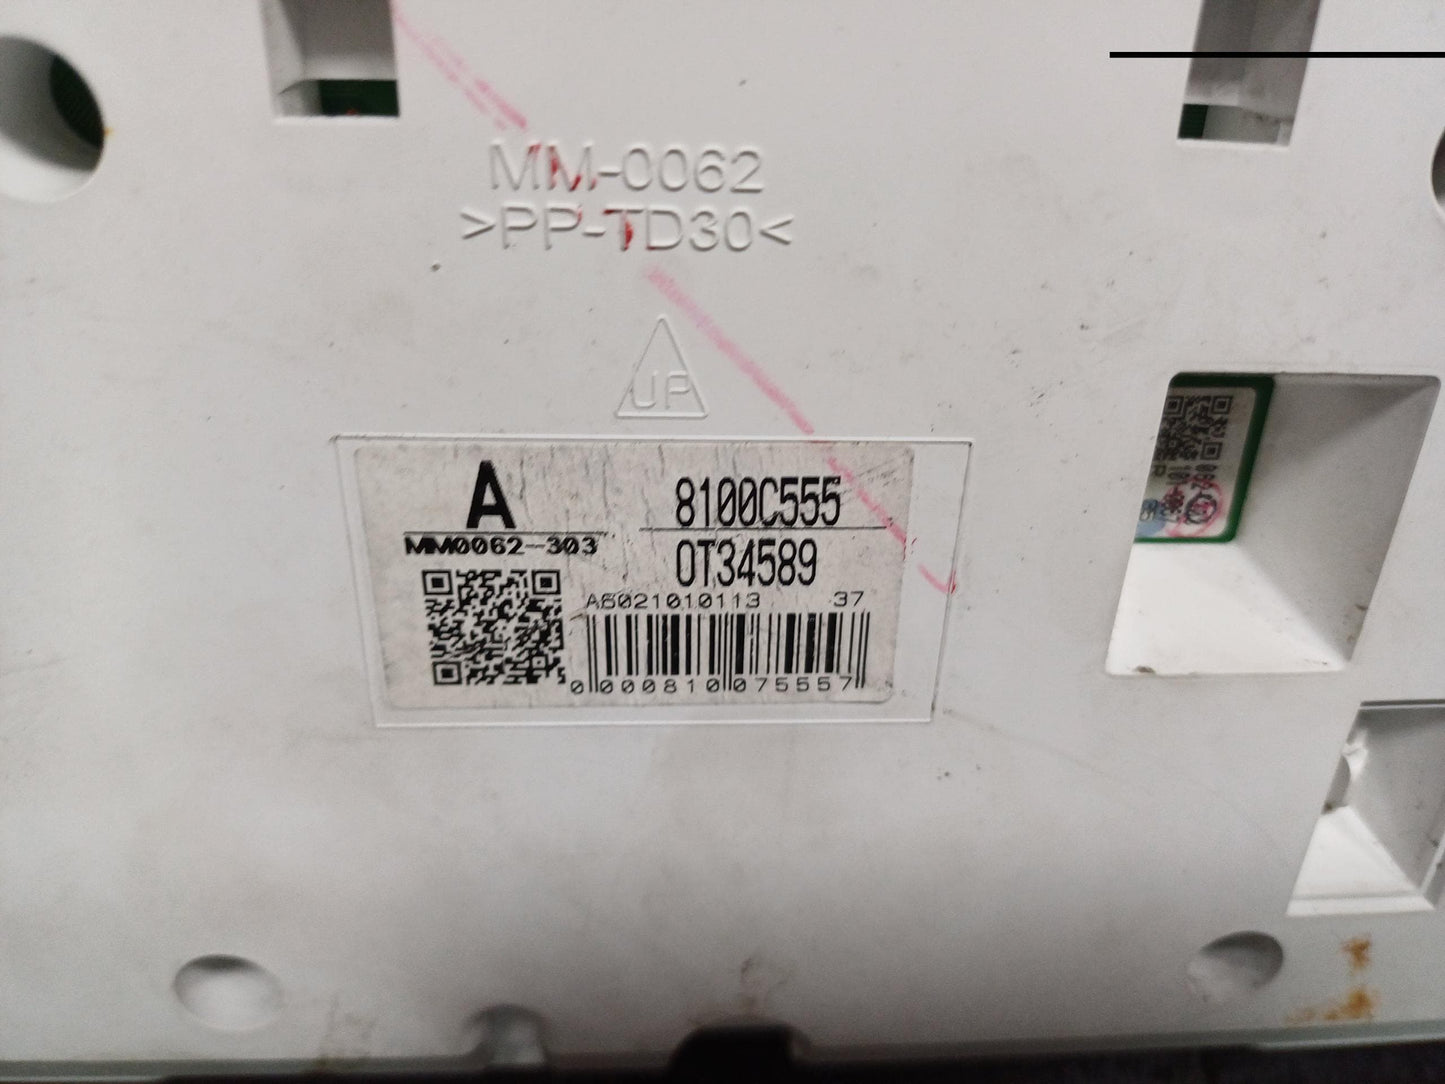 MM-0062
>PP-TD30<
UP
A
MM0062-303
8100C555
0T34589
A6021010113 37
0000810075557